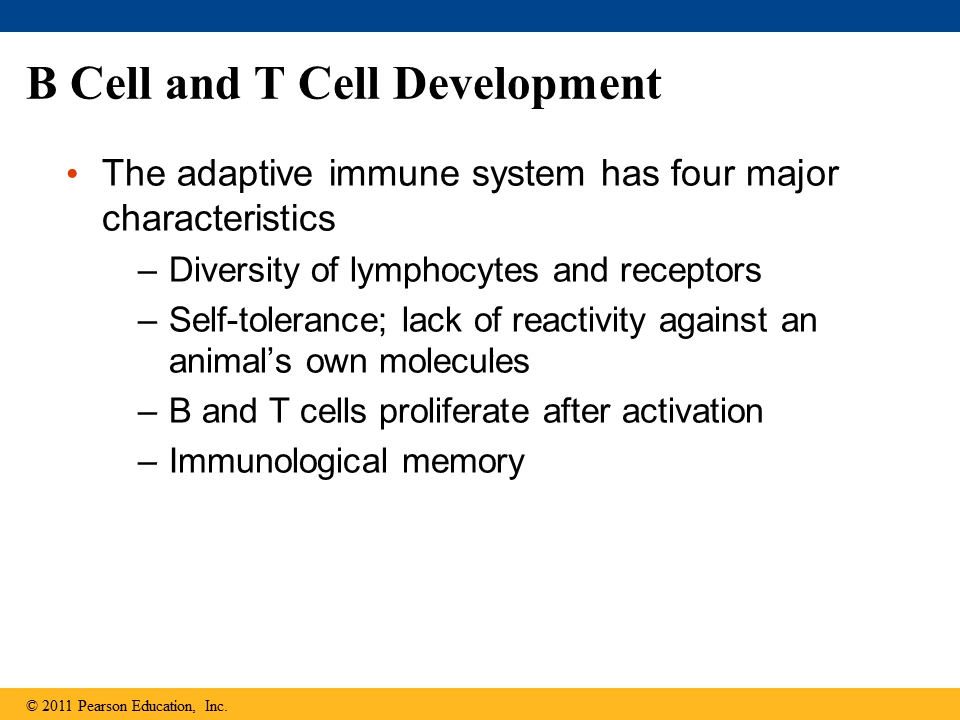 B Cell and T Cell Development
• The adaptive immune system has four major
characteristics
– Diversity of lymphocytes and receptors
– Self-tolerance; lack of reactivity against an
animal’s own molecules
– B and T cells proliferate after activation
– Immunological memory
© 2011 Pearson Education, Inc.